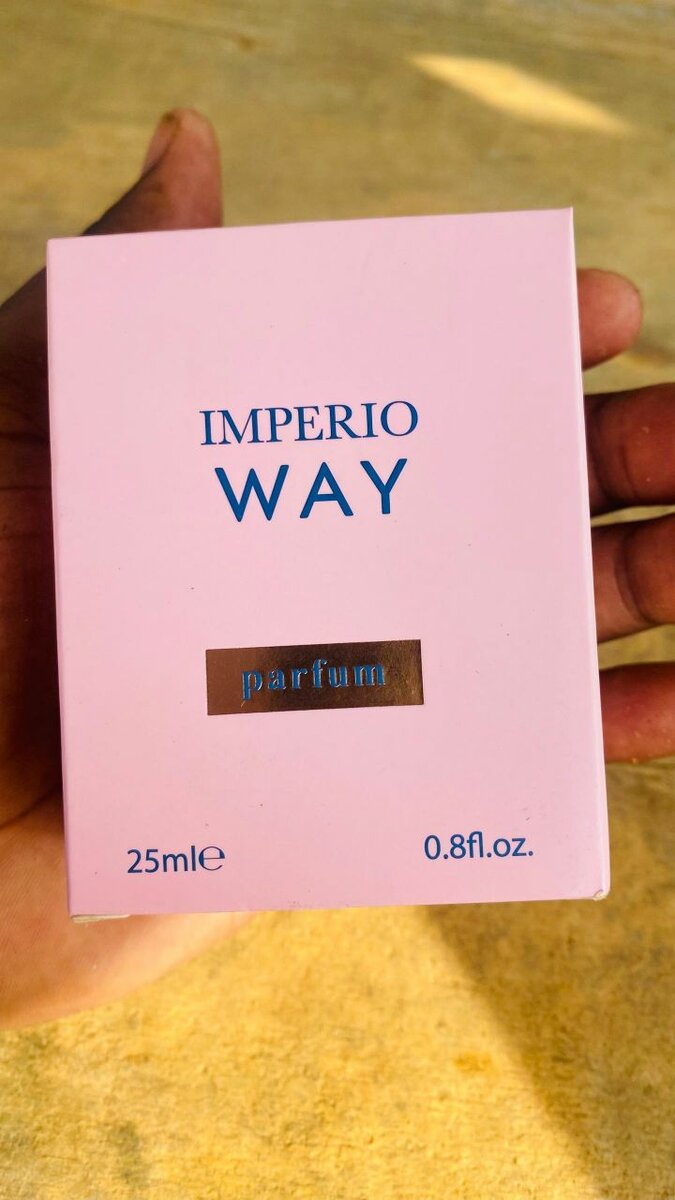 IMPERIO
WAY
parfum
25ml℮
0.8fl.oz.